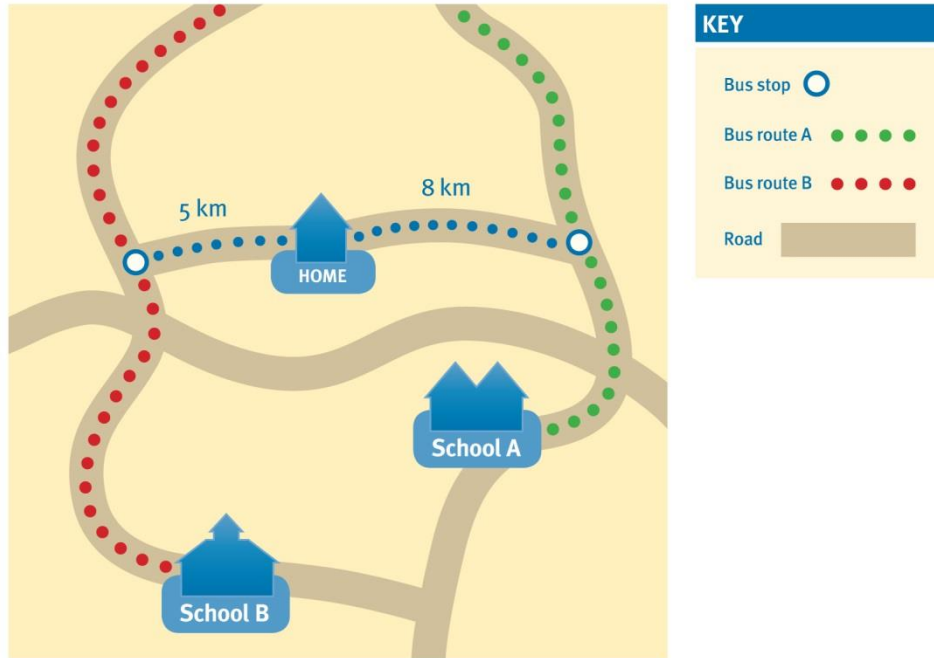 5 km
8 km
HOME
School A
School B
KEY
Bus stop
Bus route A
Bus route B
Road